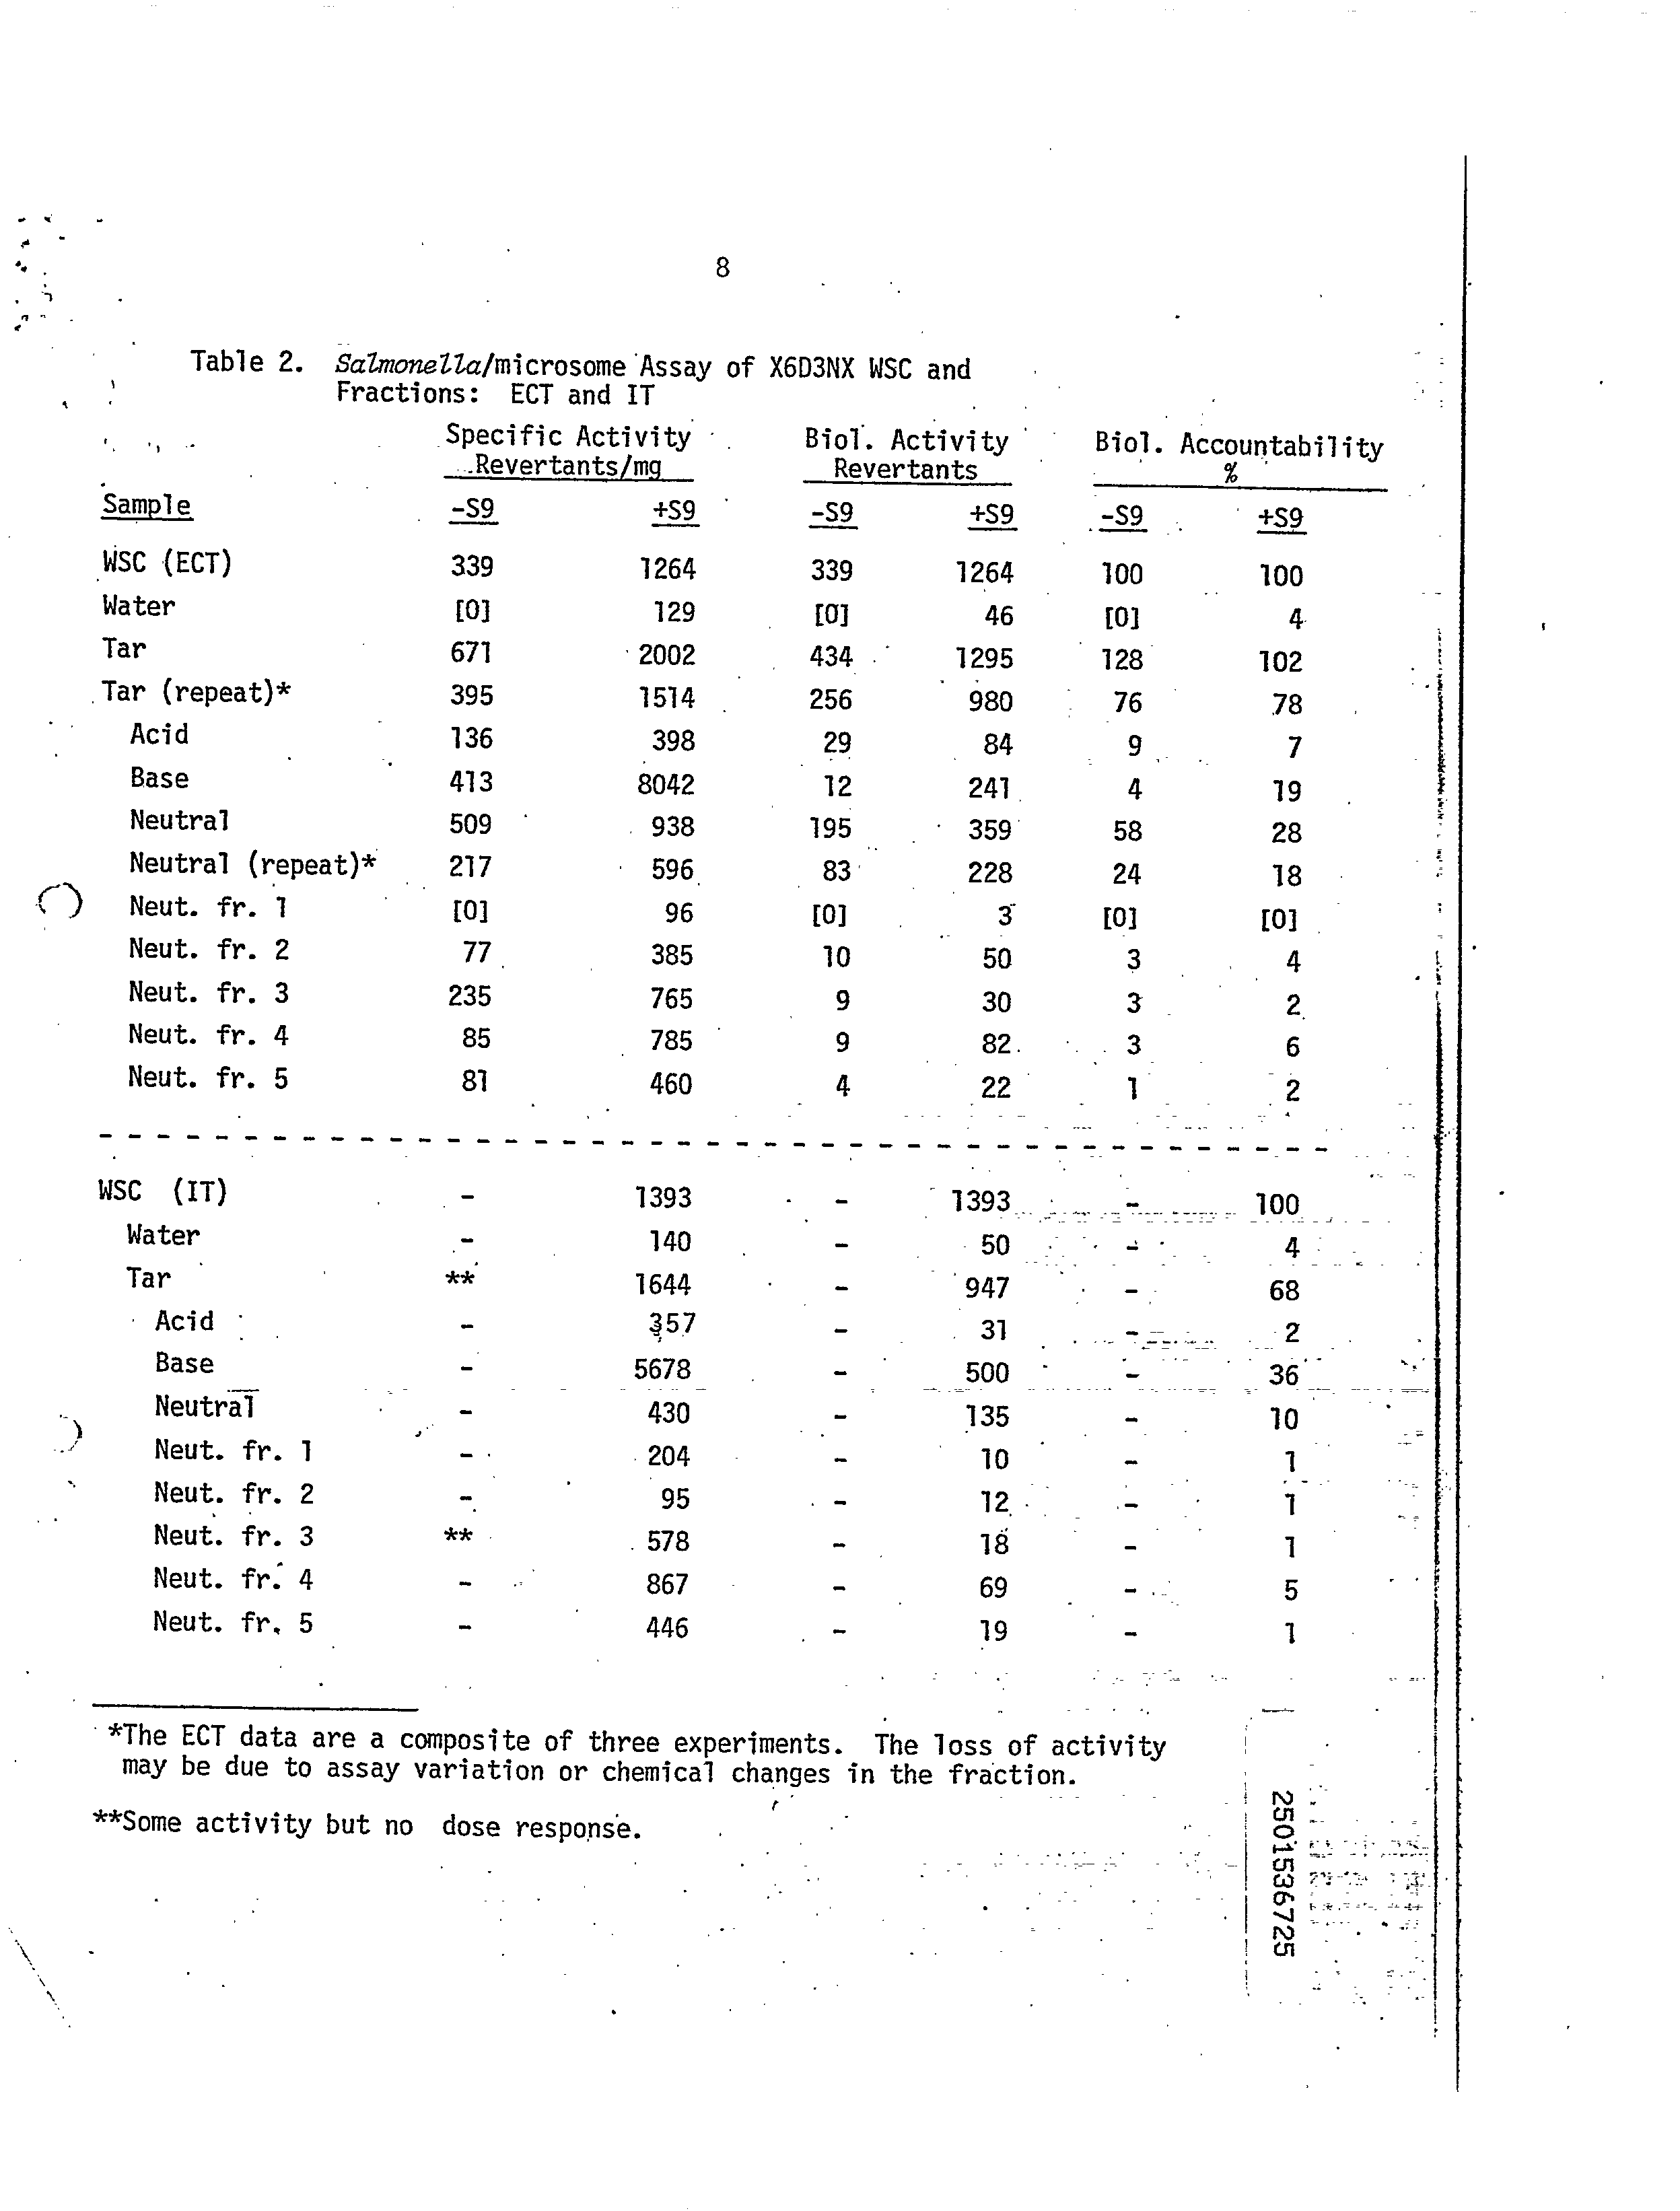 8
Table 2. Salmonella/microsome Assay of X6D3NX WSC and
Fractions: ECT and IT
Specific Activity Biol. Activity Biol. Accountability
Revertants/mg Revertants %
Sample -S9 +S9 -S9 +S9 -S9 +S9
WSC (ECT) 339 1264 339 1264 100 100
Water [0] 129 [0] 46 [0] 4
Tar 671 2002 434 1295 128 102
Tar (repeat)* 395 1514 256 980 76 78
Acid 136 398 29 84 9 7
Base 413 8042 12 241 4 19
Neutral 509 938 195 359 58 28
Neutral (repeat)* 217 596 83 228 24 18
Neut. fr. 1 [0] 96 [0] 3 [0] [0]
Neut. fr. 2 77 385 10 50 3 4
Neut. fr. 3 235 765 9 30 3 2
Neut. fr. 4 85 785 9 82 3 6
Neut. fr. 5 81 460 4 22 1 2
WSC (IT) - 1393 - 1393 - 100
Water - 140 - 50 - 4
Tar ** 1644 - 947 - 68
Acid - 357 - 31 - 2
Base - 5678 - 500 - 36
Neutral - 430 - 135 - 10
Neut. fr. 1 - 204 - 10 - 1
Neut. fr. 2 - 95 - 12 - 1
Neut. fr. 3 ** 578 - 18 - 1
Neut. fr. 4 - 867 - 69 - 5
Neut. fr. 5 - 446 - 19 - 1
*The ECT data are a composite of three experiments. The loss of activity
may be due to assay variation or chemical changes in the fraction.
**Some activity but no dose response.
2501536725